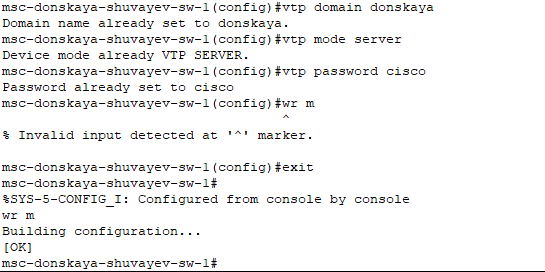 msc-donskaya-shuvayev-sw-1(config)#vtp domain donskaya
Domain name already set to donskaya.
msc-donskaya-shuvayev-sw-1(config)#vtp mode server
Device mode already VTP SERVER.
msc-donskaya-shuvayev-sw-1(config)#vtp password cisco
Password already set to cisco
msc-donskaya-shuvayev-sw-1(config)#wr m
^
% Invalid input detected at '^' marker.
msc-donskaya-shuvayev-sw-1(config)#exit
msc-donskaya-shuvayev-sw-1#
%SYS-5-CONFIG_I: Configured from console by console
wr m
Building configuration...
[OK]
msc-donskaya-shuvayev-sw-1#